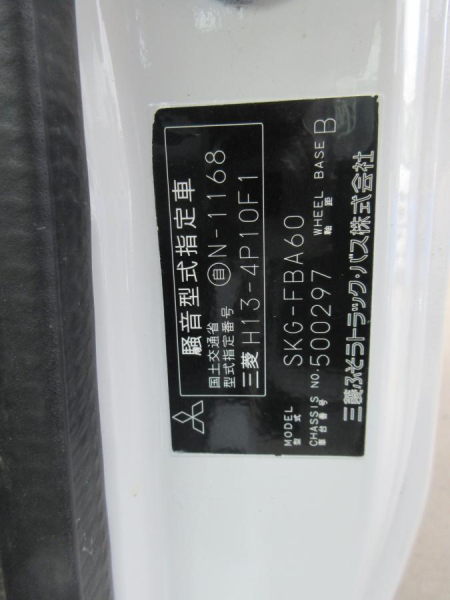 騒音型式指定車
国土交通省
型式指定番号 自N-1168
三菱 H13-4P10F1
MODEL
型式 SKG-FBA60
CHASSIS NO.
車台番号 500297 WHEEL BASE
軸距 B
三菱ふそうトラック・バス株式会社